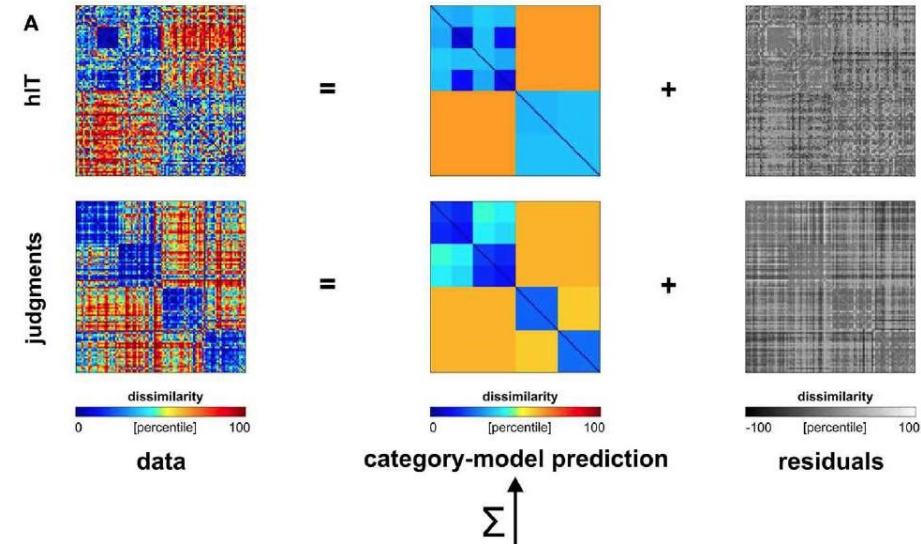 A
hIT
=
+
judgments
=
+
dissimilarity
0 [percentile] 100
data
dissimilarity
0 [percentile] 100
category-model prediction
dissimilarity
-100 [percentile] 100
residuals
Σ